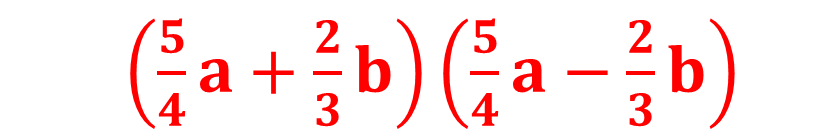 (5/4 a + 2/3 b) (5/4 a − 2/3 b)